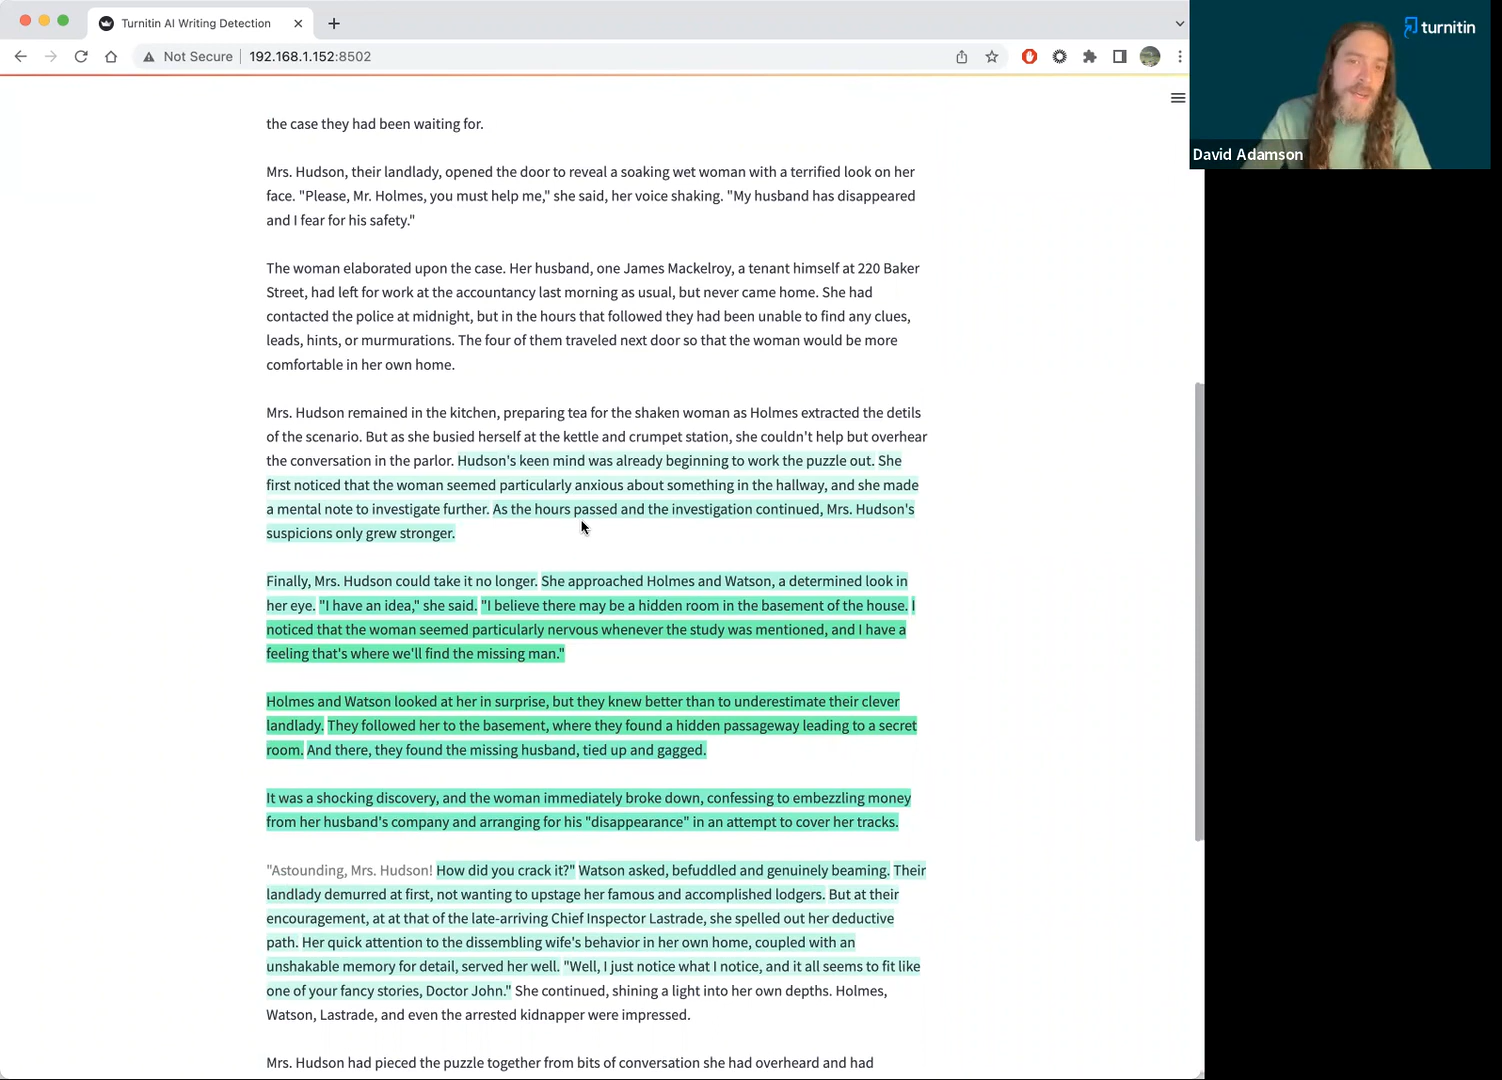 Turnitin AI Writing Detection
turnitin
Not Secure
192.168.1.152:8502
David Adamson
the case they had been waiting for.
Mrs. Hudson, their landlady, opened the door to reveal a soaking wet woman with a terrified look on her
face. "Please, Mr. Holmes, you must help me," she said, her voice shaking. "My husband has disappeared
and I fear for his safety."
The woman elaborated upon the case. Her husband, one James Mackelroy, a tenant himself at 220 Baker
Street, had left for work at the accountancy last morning as usual, but never came home. She had
contacted the police at midnight, but in the hours that followed they had been unable to find any clues,
leads, hints, or murmurations. The four of them traveled next door so that the woman would be more
comfortable in her own home.
Mrs. Hudson remained in the kitchen, preparing tea for the shaken woman as Holmes extracted the detils
of the scenario. But as she busied herself at the kettle and crumpet station, she couldn't help but overhear
the conversation in the parlor. Hudson's keen mind was already beginning to work the puzzle out. She
first noticed that the woman seemed particularly anxious about something in the hallway, and she made
a mental note to investigate further. As the hours passed and the investigation continued, Mrs. Hudson's
suspicions only grew stronger.
Finally, Mrs. Hudson could take it no longer. She approached Holmes and Watson, a determined look in
her eye. "I have an idea," she said. "I believe there may be a hidden room in the basement of the house. I
noticed that the woman seemed particularly nervous whenever the study was mentioned, and I have a
feeling that's where we'll find the missing man."
Holmes and Watson looked at her in surprise, but they knew better than to underestimate their clever
landlady. They followed her to the basement, where they found a hidden passageway leading to a secret
room. And there, they found the missing husband, tied up and gagged.
It was a shocking discovery, and the woman immediately broke down, confessing to embezzling money
from her husband's company and arranging for his "disappearance" in an attempt to cover her tracks.
"Astounding, Mrs. Hudson! How did you crack it?" Watson asked, befuddled and genuinely beaming. Their
landlady demurred at first, not wanting to upstage her famous and accomplished lodgers. But at their
encouragement, at at that of the late-arriving Chief Inspector Lastrade, she spelled out her deductive
path. Her quick attention to the dissembling wife's behavior in her own home, coupled with an
unshakable memory for detail, served her well. "Well, I just notice what I notice, and it all seems to fit like
one of your fancy stories, Doctor John." She continued, shining a light into her own depths. Holmes,
Watson, Lastrade, and even the arrested kidnapper were impressed.
Mrs. Hudson had pieced the puzzle together from bits of conversation she had overheard and had